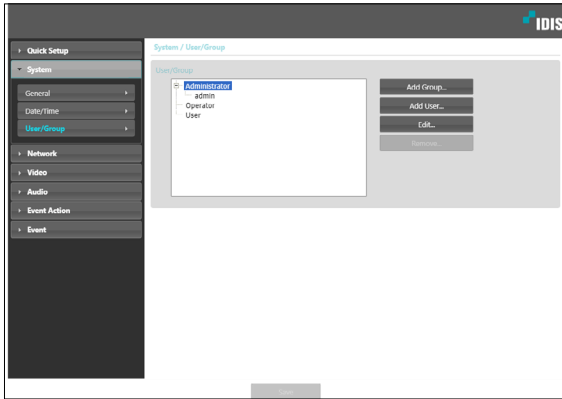 IDIS
Quick Setup
System
General
Date/Time
User/Group
Network
Video
Audio
Event Action
Event
System / User/Group
User/Group
Administrator
admin
Operator
User
Add Group...
Add User...
Edit...
Remove...
Save